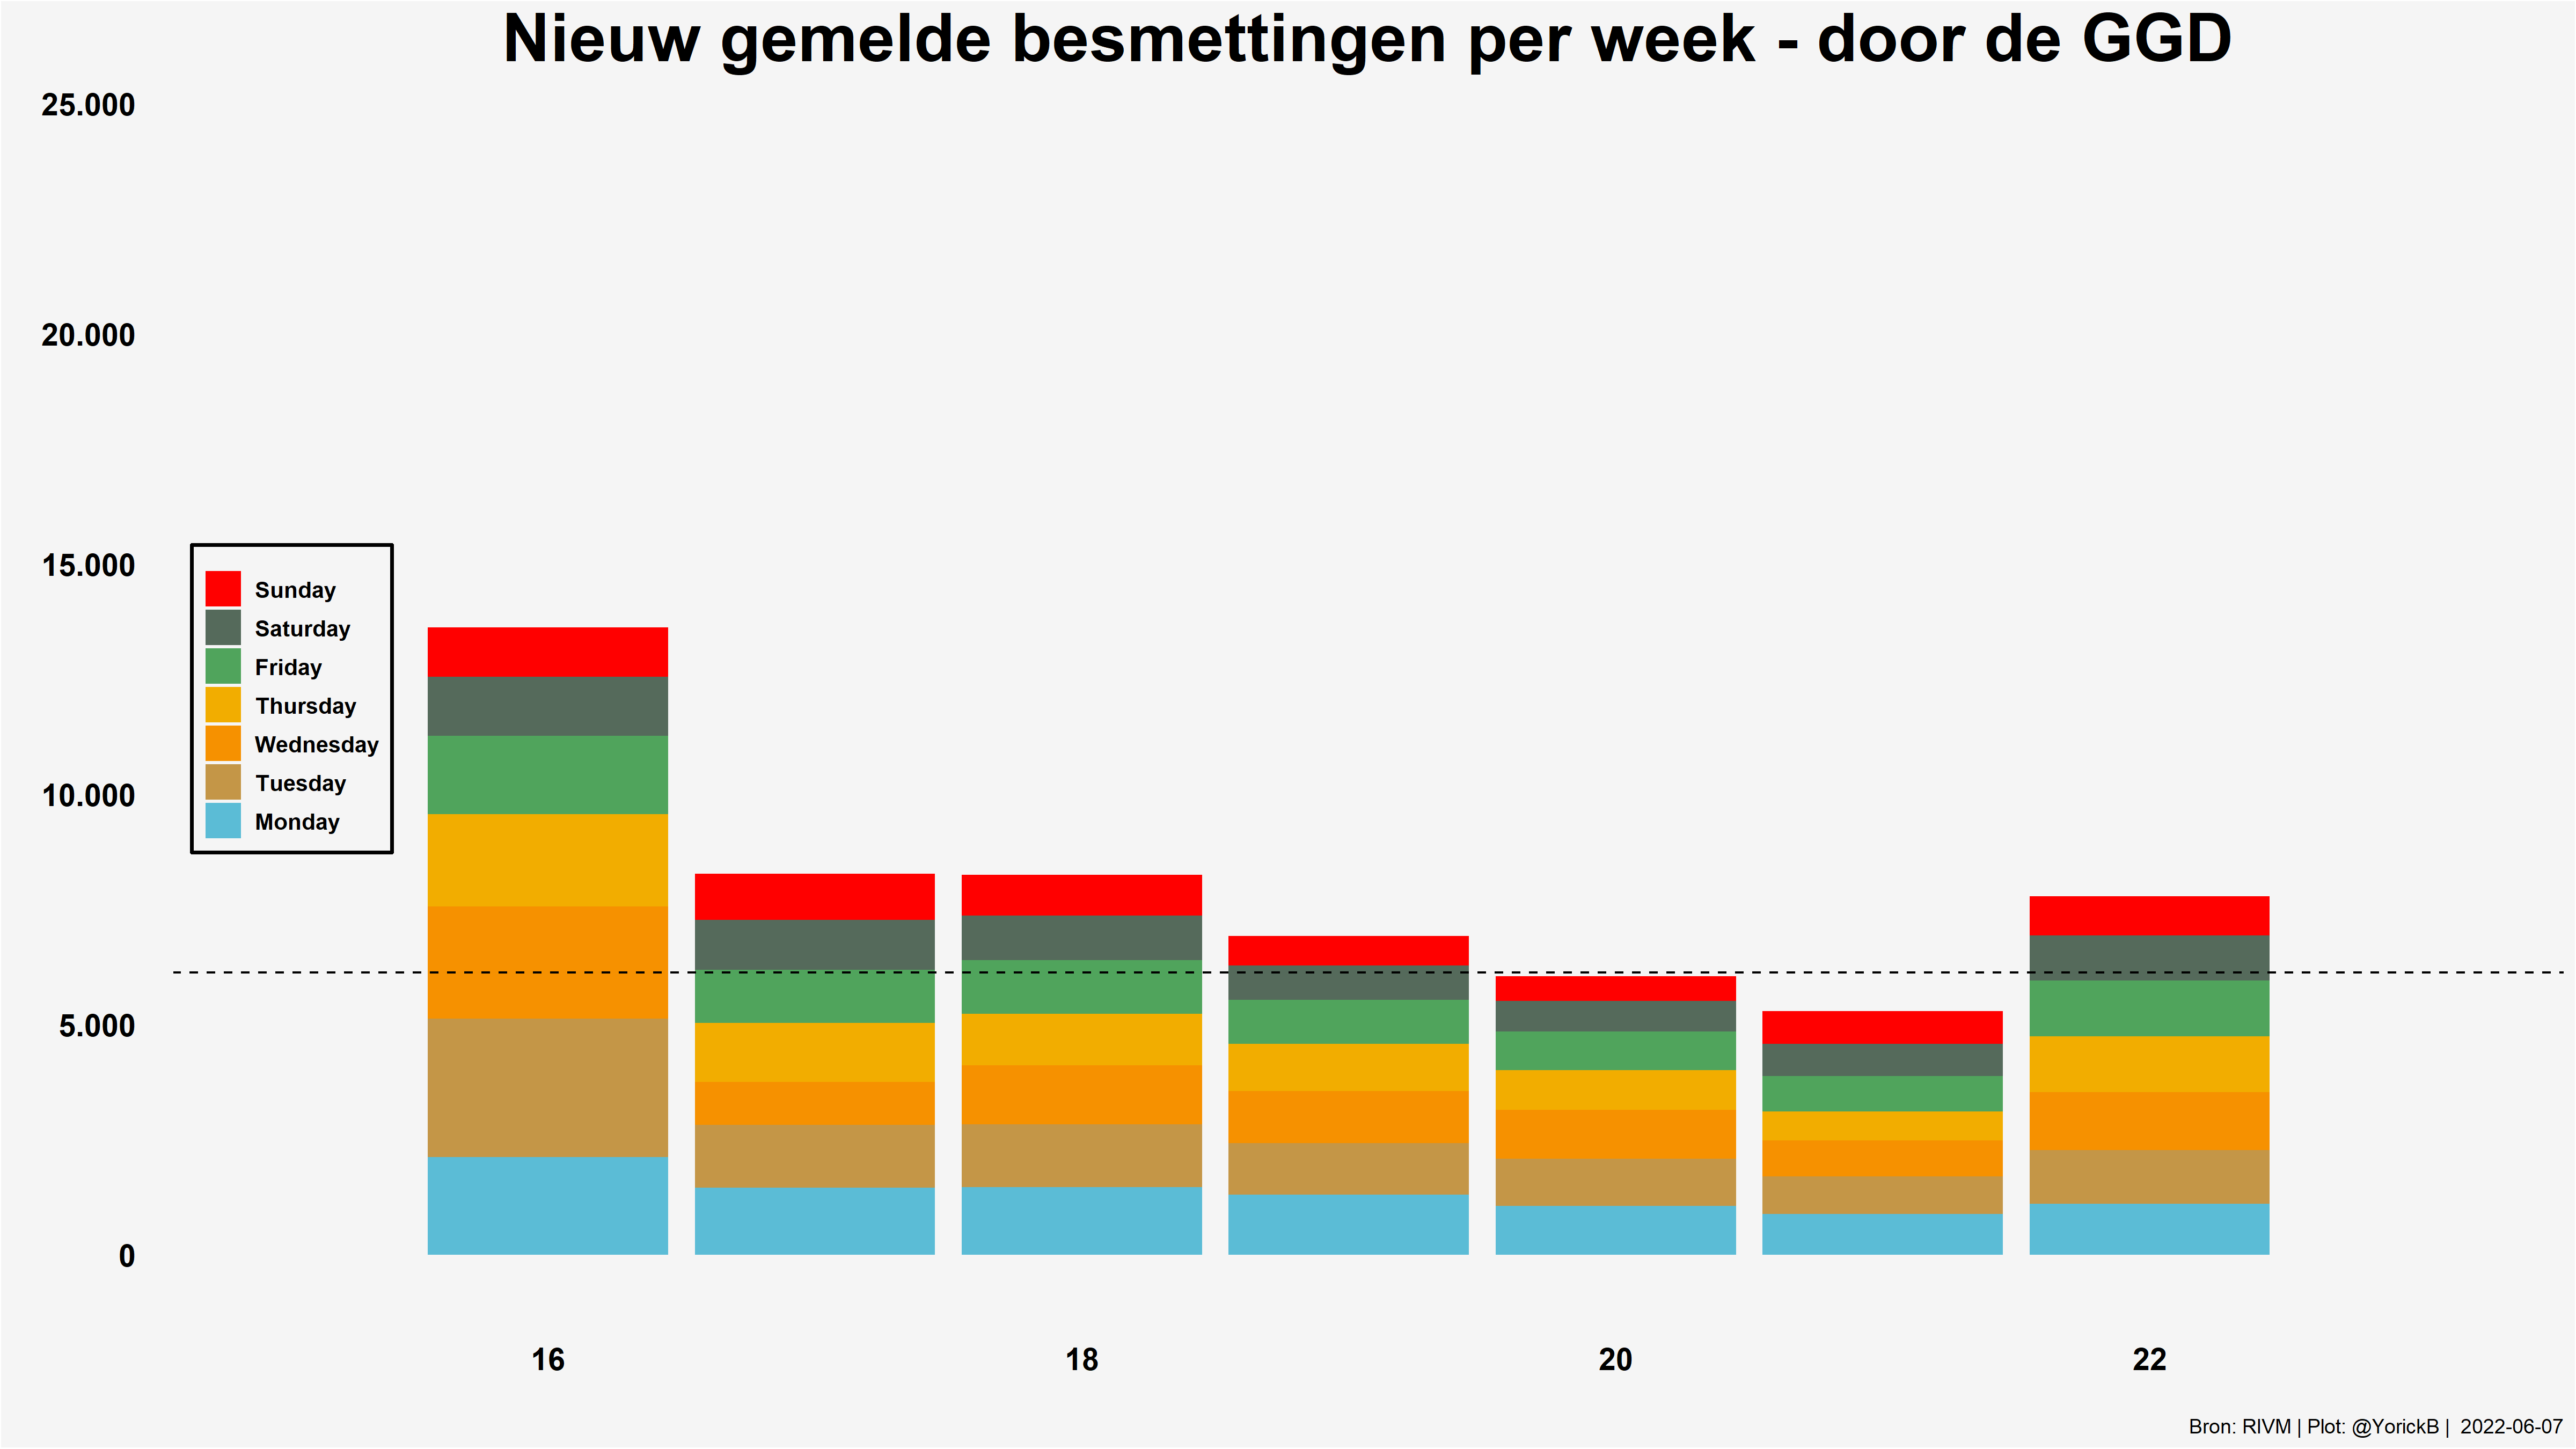 Nieuw gemelde besmettingen per week - door de GGD
25.000
20.000
15.000
10.000
5.000
0
Sunday
Saturday
Friday
Thursday
Wednesday
Tuesday
Monday
16
18
20
22
Bron: RIVM | Plot: @YorickB | 2022-06-07